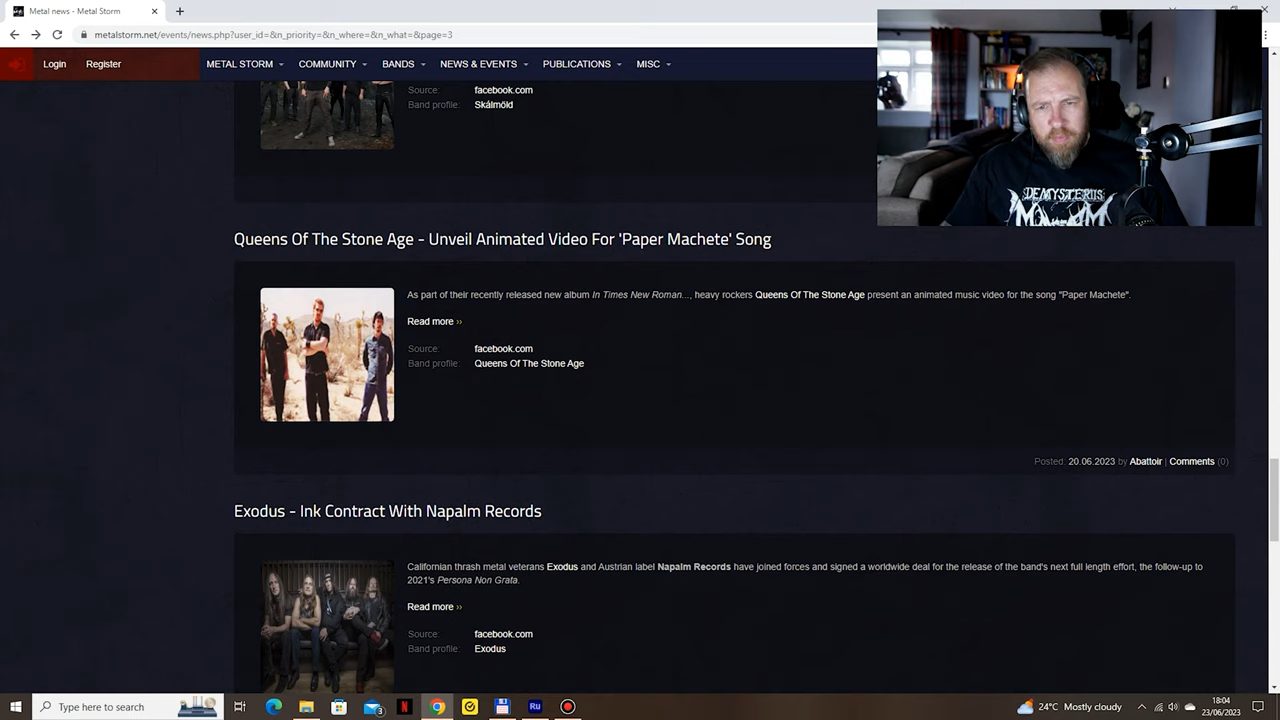 Metal news - Metal Storm
metalstorm.net/events/news.php?user_id=&n_priority=&n_where=&n_what=&page=3
Login Register METAL STORM COMMUNITY BANDS NEWS & EVENTS PUBLICATIONS MISC
Source: facebook.com
Band profile: Skálmöld
DEMYSTERIIS
Queens Of The Stone Age - Unveil Animated Video For 'Paper Machete' Song
As part of their recently released new album In Times New Roman..., heavy rockers Queens Of The Stone Age present an animated music video for the song "Paper Machete".
Read more ››
Source: facebook.com
Band profile: Queens Of The Stone Age
Posted: 20.06.2023 by Abattoir | Comments (0)
Exodus - Ink Contract With Napalm Records
Californian thrash metal veterans Exodus and Austrian label Napalm Records have joined forces and signed a worldwide deal for the release of the band's next full length effort, the follow-up to
2021's Persona Non Grata.
Read more ››
Source: facebook.com
Band profile: Exodus
Type here to search
3
N
Ru
24°C Mostly cloudy
18:04
23/06/2023